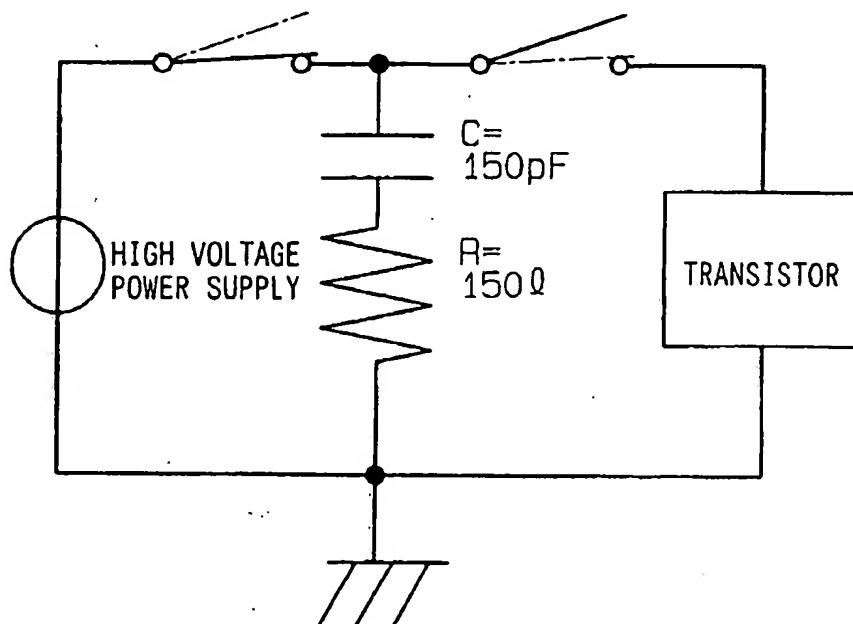 C=
150pF
R=
150Ω
HIGH VOLTAGE
POWER SUPPLY
TRANSISTOR